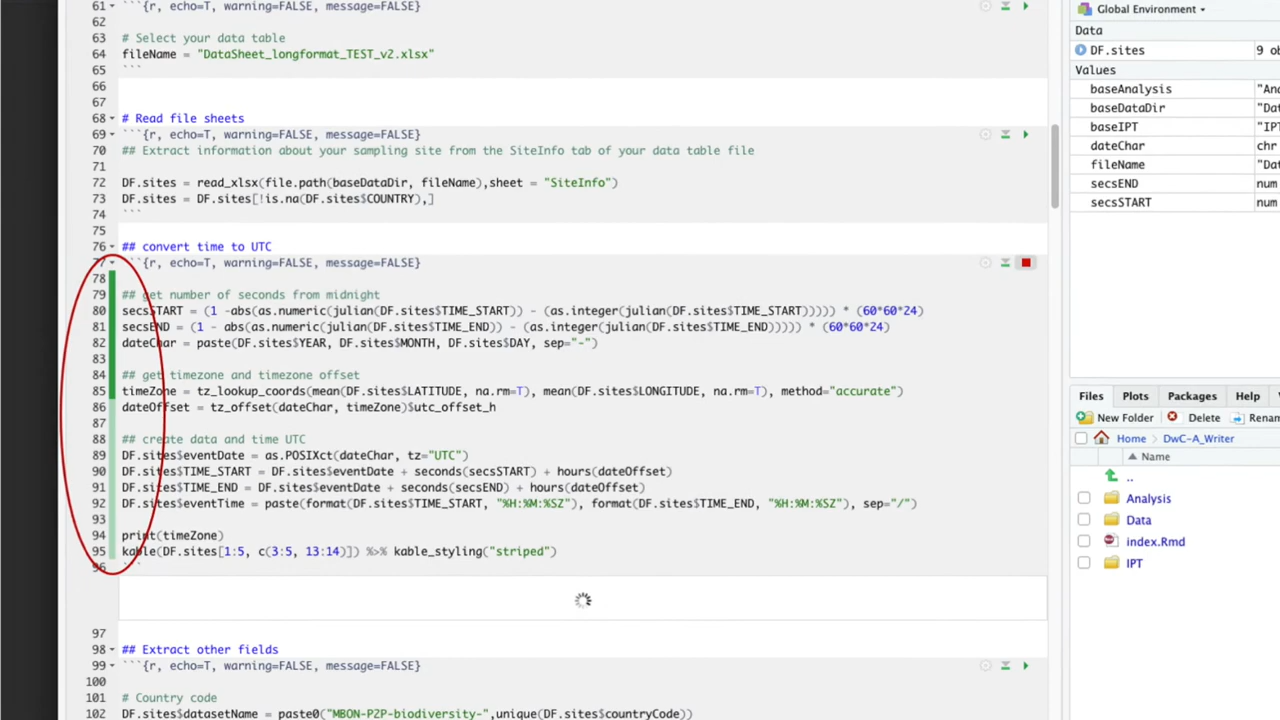 61 ```{r, echo=T, warning=FALSE, message=FALSE}
62
63 # Select your data table
64 fileName = "DataSheet_longformat_TEST_v2.xlsx"
65 ```
66
67
68 # Read file sheets
69 ```{r, echo=T, warning=FALSE, message=FALSE}
70 ## Extract information about your sampling site from the SiteInfo tab of your data table file
71
72 DF.sites = read_xlsx(file.path(baseDataDir, fileName),sheet = "SiteInfo")
73 DF.sites = DF.sites[!is.na(DF.sites$COUNTRY),]
74 ```
75
76 ## convert time to UTC
77 ```{r, echo=T, warning=FALSE, message=FALSE}
78
79 ## get number of seconds from midnight
80 secsSTART = (1 -abs(as.numeric(julian(DF.sites$TIME_START)) - (as.integer(julian(DF.sites$TIME_START))))) * (60*60*24)
81 secsEND = (1 - abs(as.numeric(julian(DF.sites$TIME_END)) - (as.integer(julian(DF.sites$TIME_END))))) * (60*60*24)
82 dateChar = paste(DF.sites$YEAR, DF.sites$MONTH, DF.sites$DAY, sep="-")
83
84 ## get timezone and timezone offset
85 timeZone = tz_lookup_coords(mean(DF.sites$LATITUDE, na.rm=T), mean(DF.sites$LONGITUDE, na.rm=T), method="accurate")
86 dateOffset = tz_offset(dateChar, timeZone)$utc_offset_h
87
88 ## create data and time UTC
89 DF.sites$eventDate = as.POSIXct(dateChar, tz="UTC")
90 DF.sites$TIME_START = DF.sites$eventDate + seconds(secsSTART) + hours(dateOffset)
91 DF.sites$TIME_END = DF.sites$eventDate + seconds(secsEND) + hours(dateOffset)
92 DF.sites$eventTime = paste(format(DF.sites$TIME_START, "%H:%M:%SZ"), format(DF.sites$TIME_END, "%H:%M:%SZ"), sep="/")
93
94 print(timeZone)
95 kable(DF.sites[1:5, c(3:5, 13:14)]) %>% kable_styling("striped")
96 ```
97
98 ## Extract other fields
99 ```{r, echo=T, warning=FALSE, message=FALSE}
100
101 # Country code
102 DF.sites$datasetName = paste0("MBON-P2P-biodiversity-",unique(DF.sites$countryCode))
Global Environment
Data
DF.sites 9 ob
Values
baseAnalysis "An
baseDataDir "Dat
baseIPT "IPT
dateChar chr
fileName "Dat
secsEND num
secsSTART num
Files Plots Packages Help
New Folder Delete Renam
Home DwC-A_Writer
Name
..
Analysis
Data
index.Rmd
IPT